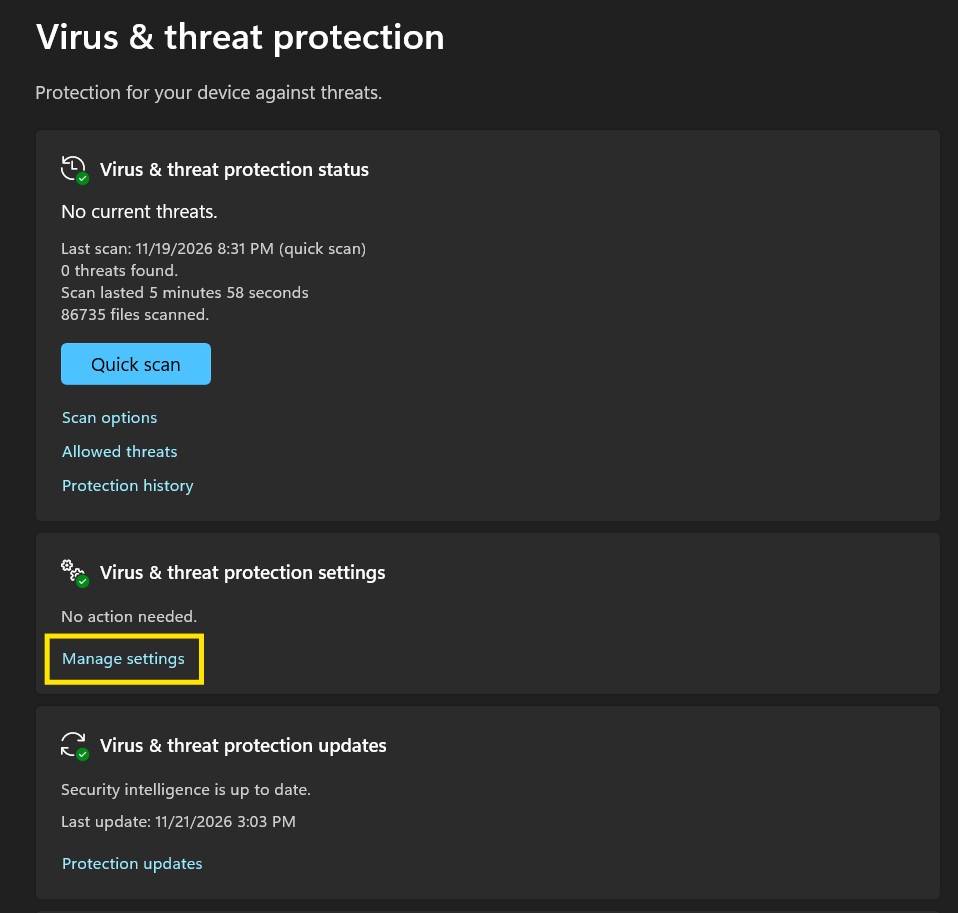 Virus & threat protection
Protection for your device against threats.
Virus & threat protection status
No current threats.
Last scan: 11/19/2026 8:31 PM (quick scan)
0 threats found.
Scan lasted 5 minutes 58 seconds
86735 files scanned.
Quick scan
Scan options
Allowed threats
Protection history
Virus & threat protection settings
No action needed.
Manage settings
Virus & threat protection updates
Security intelligence is up to date.
Last update: 11/21/2026 3:03 PM
Protection updates